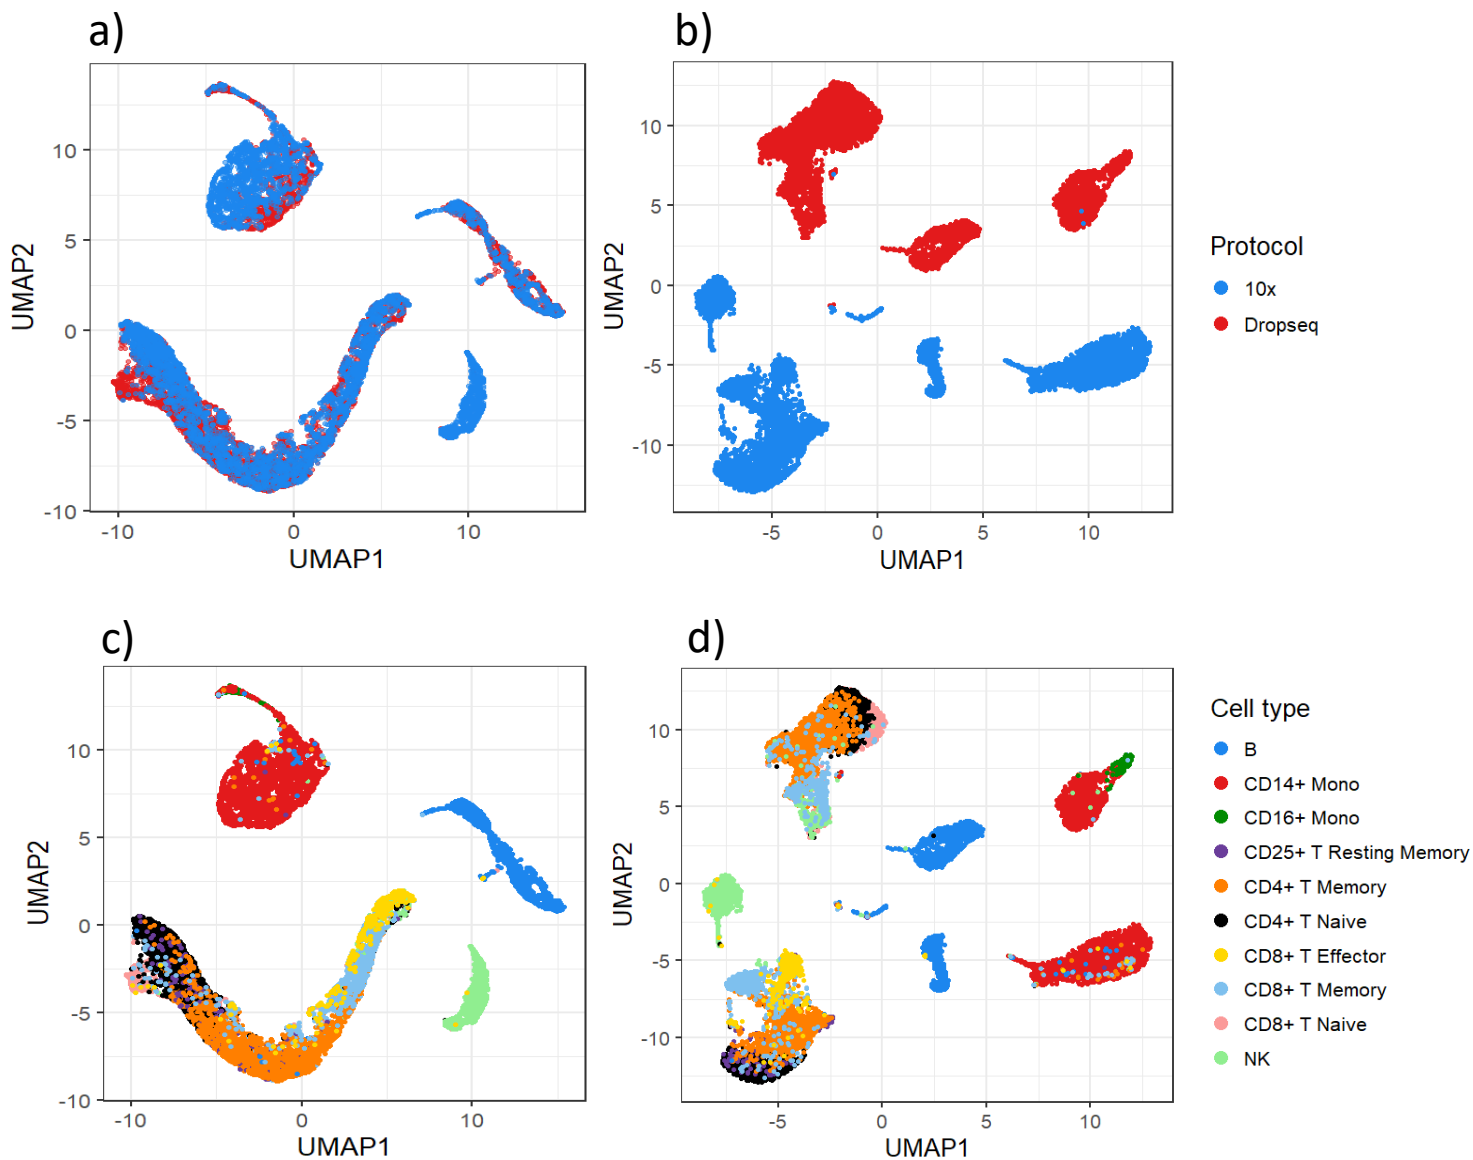 a)
b)
10
5
0
-5
-10
UMAP2
-10
0
10
UMAP1
10
5
0
-5
-10
UMAP2
-5
0
5
10
UMAP1
Protocol
10x
Dropseq
c)
d)
10
5
0
-5
-10
UMAP2
-10
0
10
UMAP1
10
5
0
-5
-10
UMAP2
-5
0
5
10
UMAP1
Cell type
B
CD14+ Mono
CD16+ Mono
CD25+ T Resting Memory
CD4+ T Memory
CD4+ T Naive
CD8+ T Effector
CD8+ T Memory
CD8+ T Naive
NK